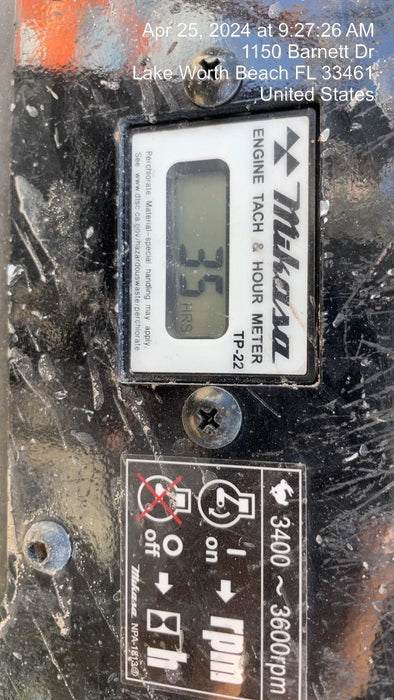 Apr 25, 2024 at 9:27:26 AM
1150 Barnett Dr
Lake Worth Beach FL 33461
United States
Mikasa
ENGINE TACH & HOUR METER
TP-22
35 HRS
Perchlorate Material-special handling may apply.
See www.dtsc.ca.gov/hazardouswaste/perchlorate.
3400 ~ 3600rpm
I
on
rpm
O
off
h
Mikasa NPA-1813